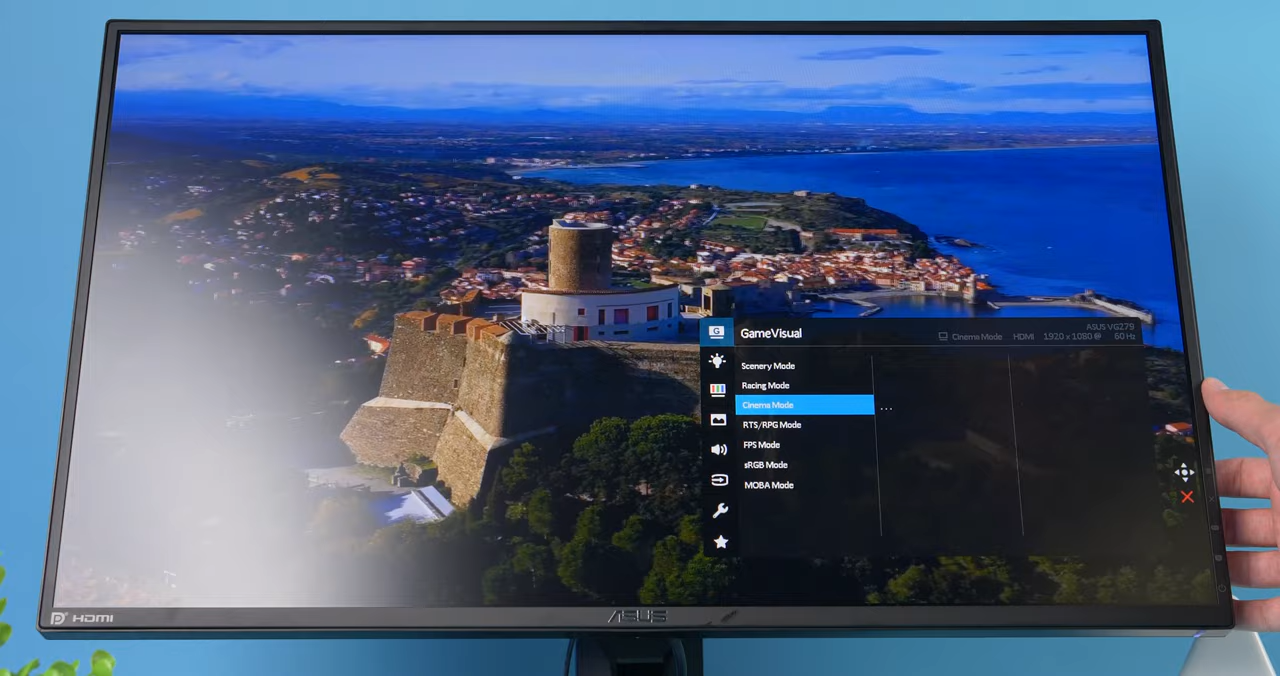 G
GameVisual
Cinema Mode
HDMI
1920 x 1080
ASUS VG279
60 Hz
Scenery Mode
Racing Mode
Cinema Mode
...
RTS/RPG Mode
FPS Mode
sRGB Mode
MOBA Mode
HDMI
ASUS